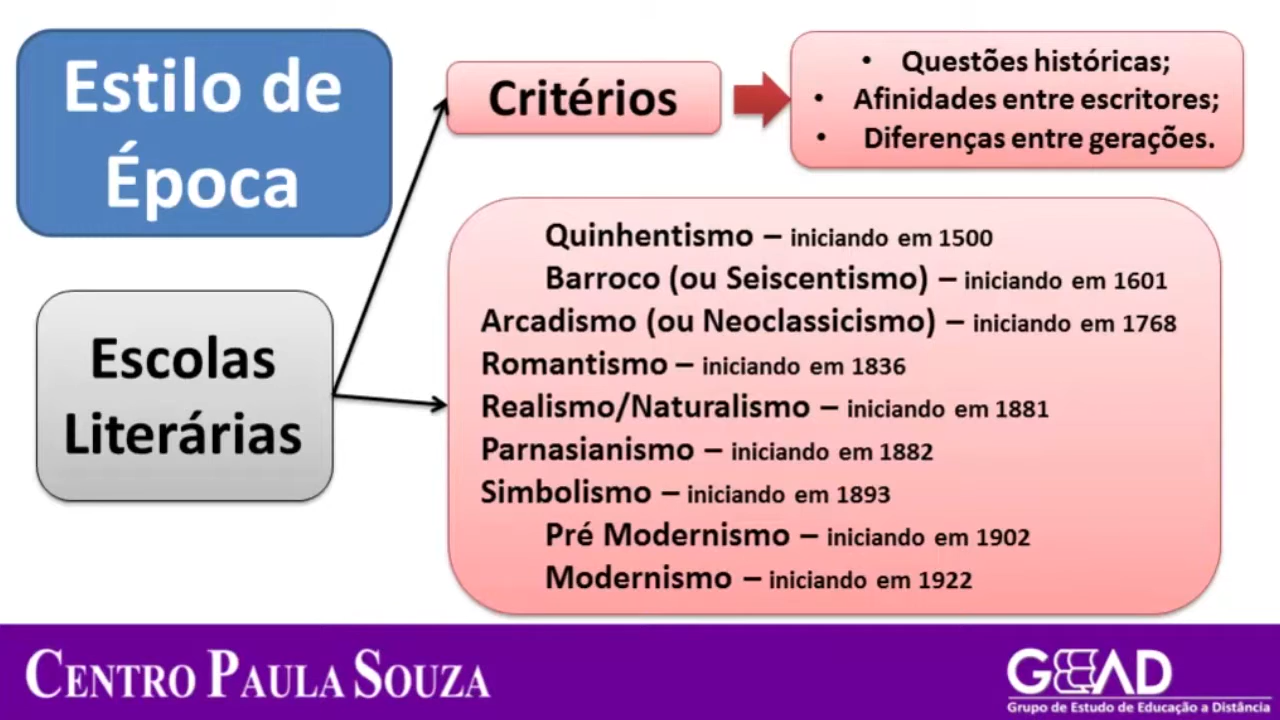 Estilo de
Época
Critérios
• Questões históricas;
• Afinidades entre escritores;
• Diferenças entre gerações.
Escolas
Literárias
Quinhentismo – iniciando em 1500
Barroco (ou Seiscentismo) – iniciando em 1601
Arcadismo (ou Neoclassicismo) – iniciando em 1768
Romantismo – iniciando em 1836
Realismo/Naturalismo – iniciando em 1881
Parnasianismo – iniciando em 1882
Simbolismo – iniciando em 1893
Pré Modernismo – iniciando em 1902
Modernismo – iniciando em 1922
CENTRO PAULA SOUZA
GEEAD
Grupo de Estudo de Educação a Distância